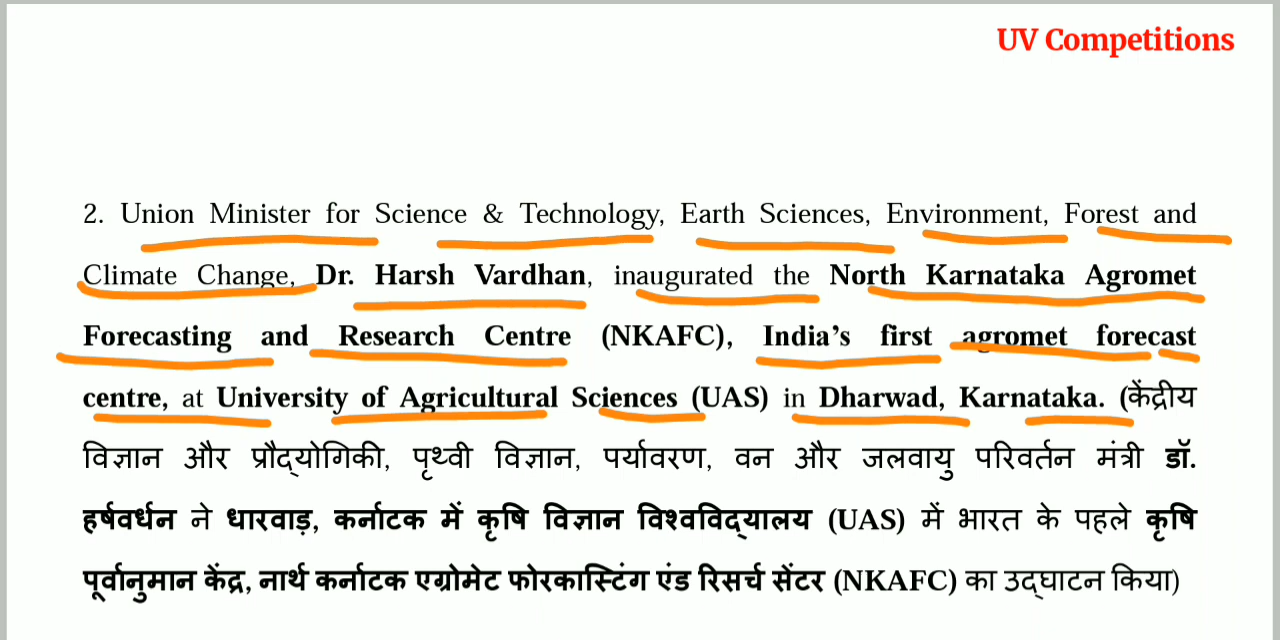 UV Competitions
2. Union Minister for Science & Technology, Earth Sciences, Environment, Forest and
Climate Change, Dr. Harsh Vardhan, inaugurated the North Karnataka Agromet
Forecasting and Research Centre (NKAFC), India’s first agromet forecast
centre, at University of Agricultural Sciences (UAS) in Dharwad, Karnataka. (केंद्रीय
विज्ञान और प्रौद्योगिकी, पृथ्वी विज्ञान, पर्यावरण, वन और जलवायु परिवर्तन मंत्री डॉ.
हर्षवर्धन ने धारवाड़, कर्नाटक में कृषि विज्ञान विश्वविद्यालय (UAS) में भारत के पहले कृषि
पूर्वानुमान केंद्र, नार्थ कर्नाटक एग्रोमेट फोरकास्टिंग एंड रिसर्च सेंटर (NKAFC) का उद्घाटन किया)